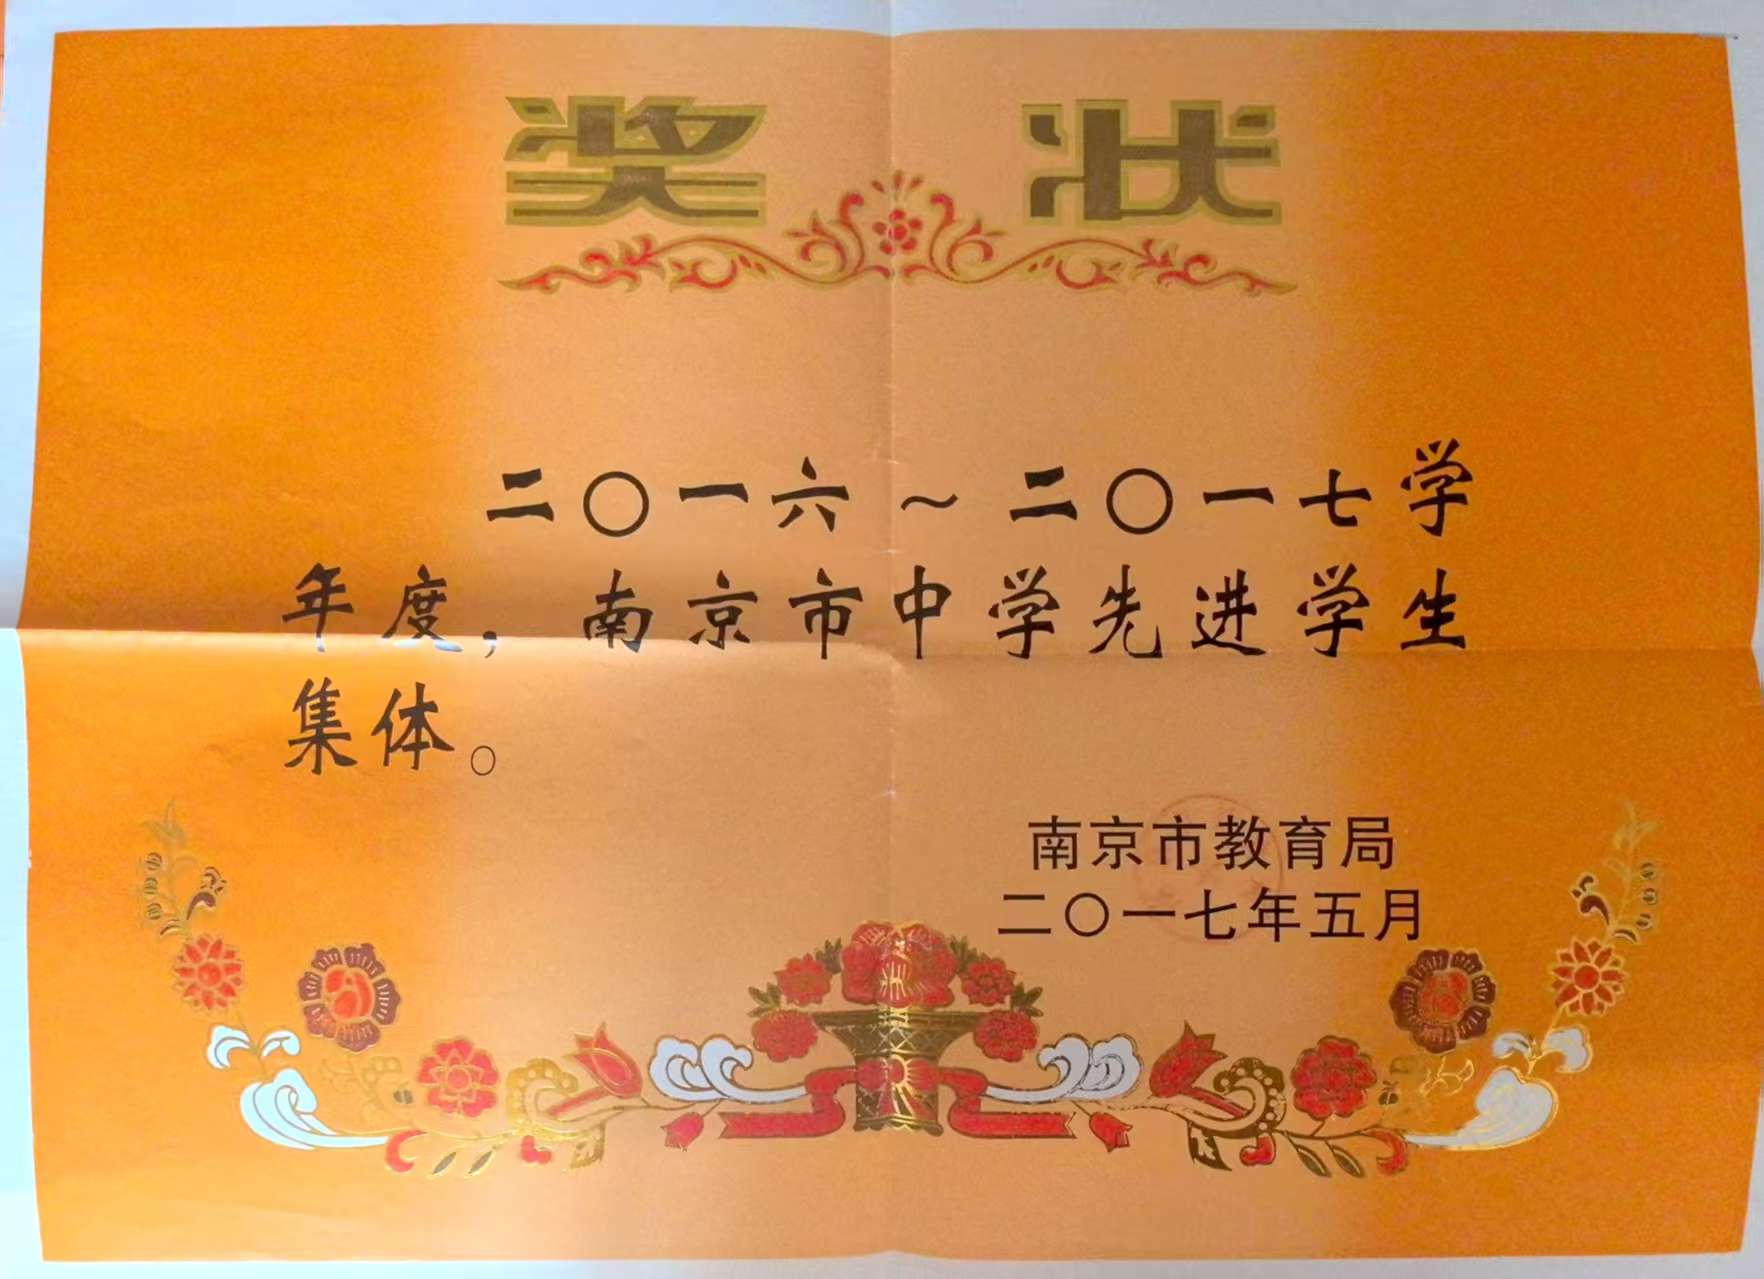 奖状
二〇一六~二〇一七学
年度，南京市中学先进学生
集体。
南京市教育局
二〇一七年五月